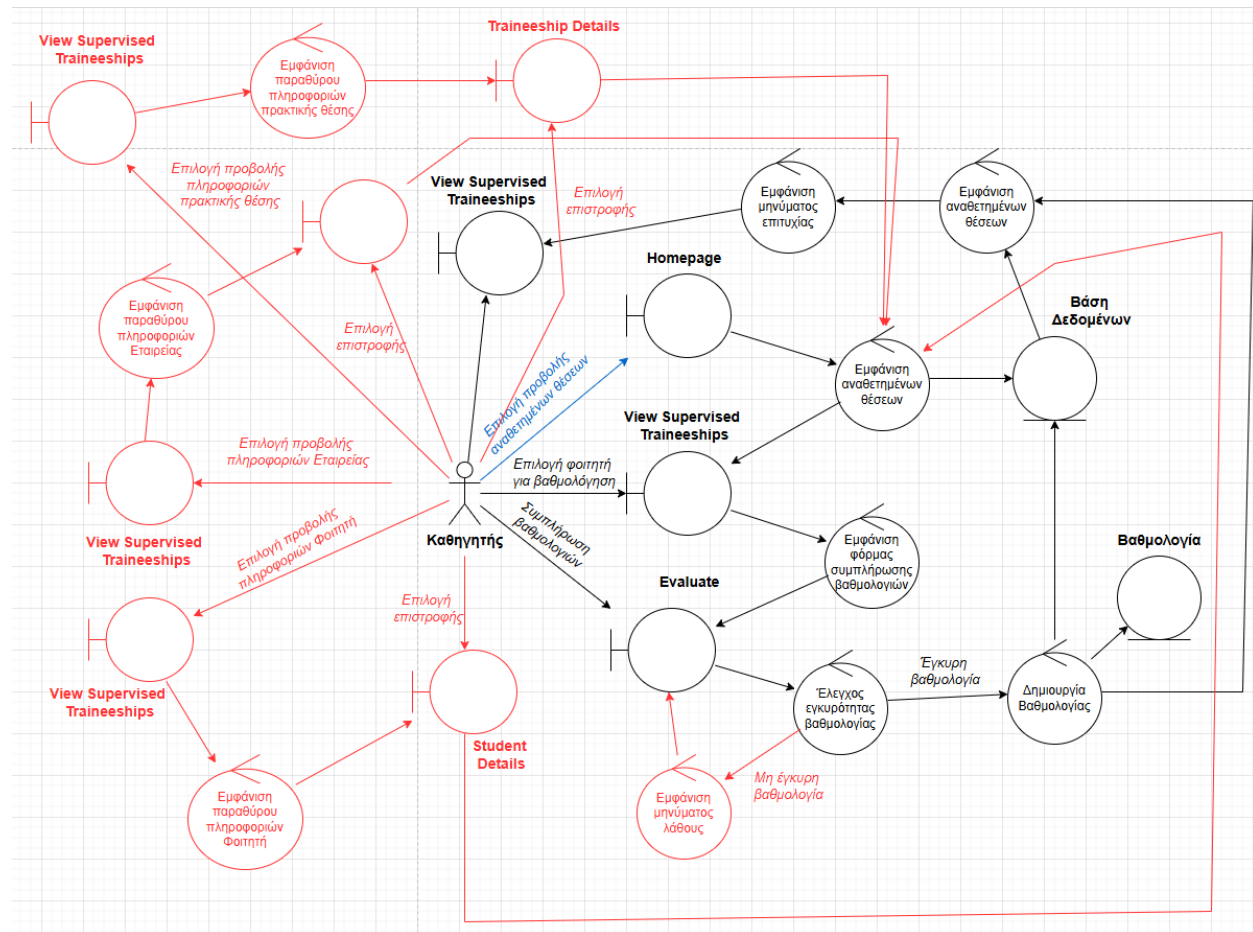 Traineeship Details
View Supervised
Traineeships
Εμφάνιση
παραθύρου
πληροφοριών
πρακτικής θέσης
Επιλογή προβολής
πληροφοριών
πρακτικής θέσης
View Supervised
Traineeships
Επιλογή
επιστροφής
Εμφάνιση
μηνύματος
επιτυχίας
Εμφάνιση
αναθετημένων
θέσεων
Homepage
Βάση
Δεδομένων
Εμφάνιση
παραθύρου
πληροφοριών
Εταιρείας
Επιλογή
επιστροφής
Επιλογή προβολής
αναθετημένων θέσεων
Εμφάνιση
αναθετημένων
θέσεων
View Supervised
Traineeships
Επιλογή προβολής
πληροφοριών Εταιρείας
Επιλογή φοιτητή
για βαθμολόγηση
View Supervised
Traineeships
Καθηγητής
Συμπλήρωση
βαθμολογιών
Εμφάνιση
φόρμας
συμπλήρωσης
βαθμολογιών
Βαθμολογία
Επιλογή προβολής
πληροφοριών Φοιτητή
Evaluate
Επιλογή
επιστροφής
View Supervised
Traineeships
Έλεγχος
εγκυρότητας
βαθμολογίας
Έγκυρη
βαθμολογία
Δημιουργία
Βαθμολογίας
Student
Details
Εμφάνιση
παραθύρου
πληροφοριών
Φοιτητή
Εμφάνιση
μηνύματος
λάθους
Μη έγκυρη
βαθμολογία